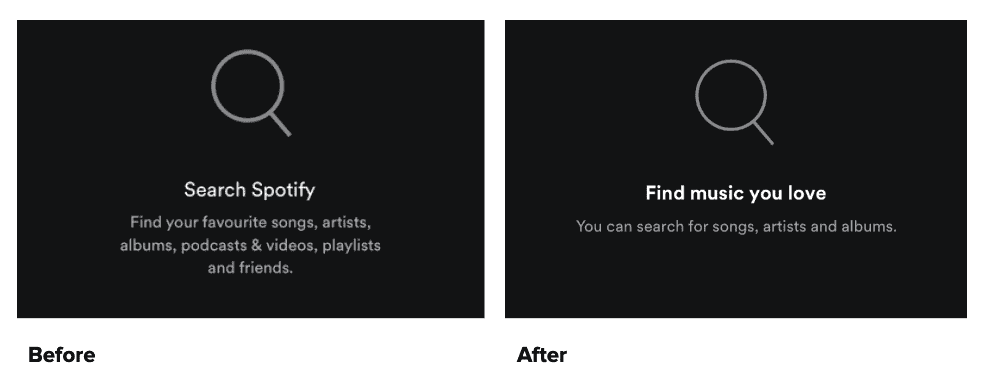 Search Spotify
Find your favourite songs, artists,
albums, podcasts & videos, playlists
and friends.
Before
Find music you love
You can search for songs, artists and albums.
After